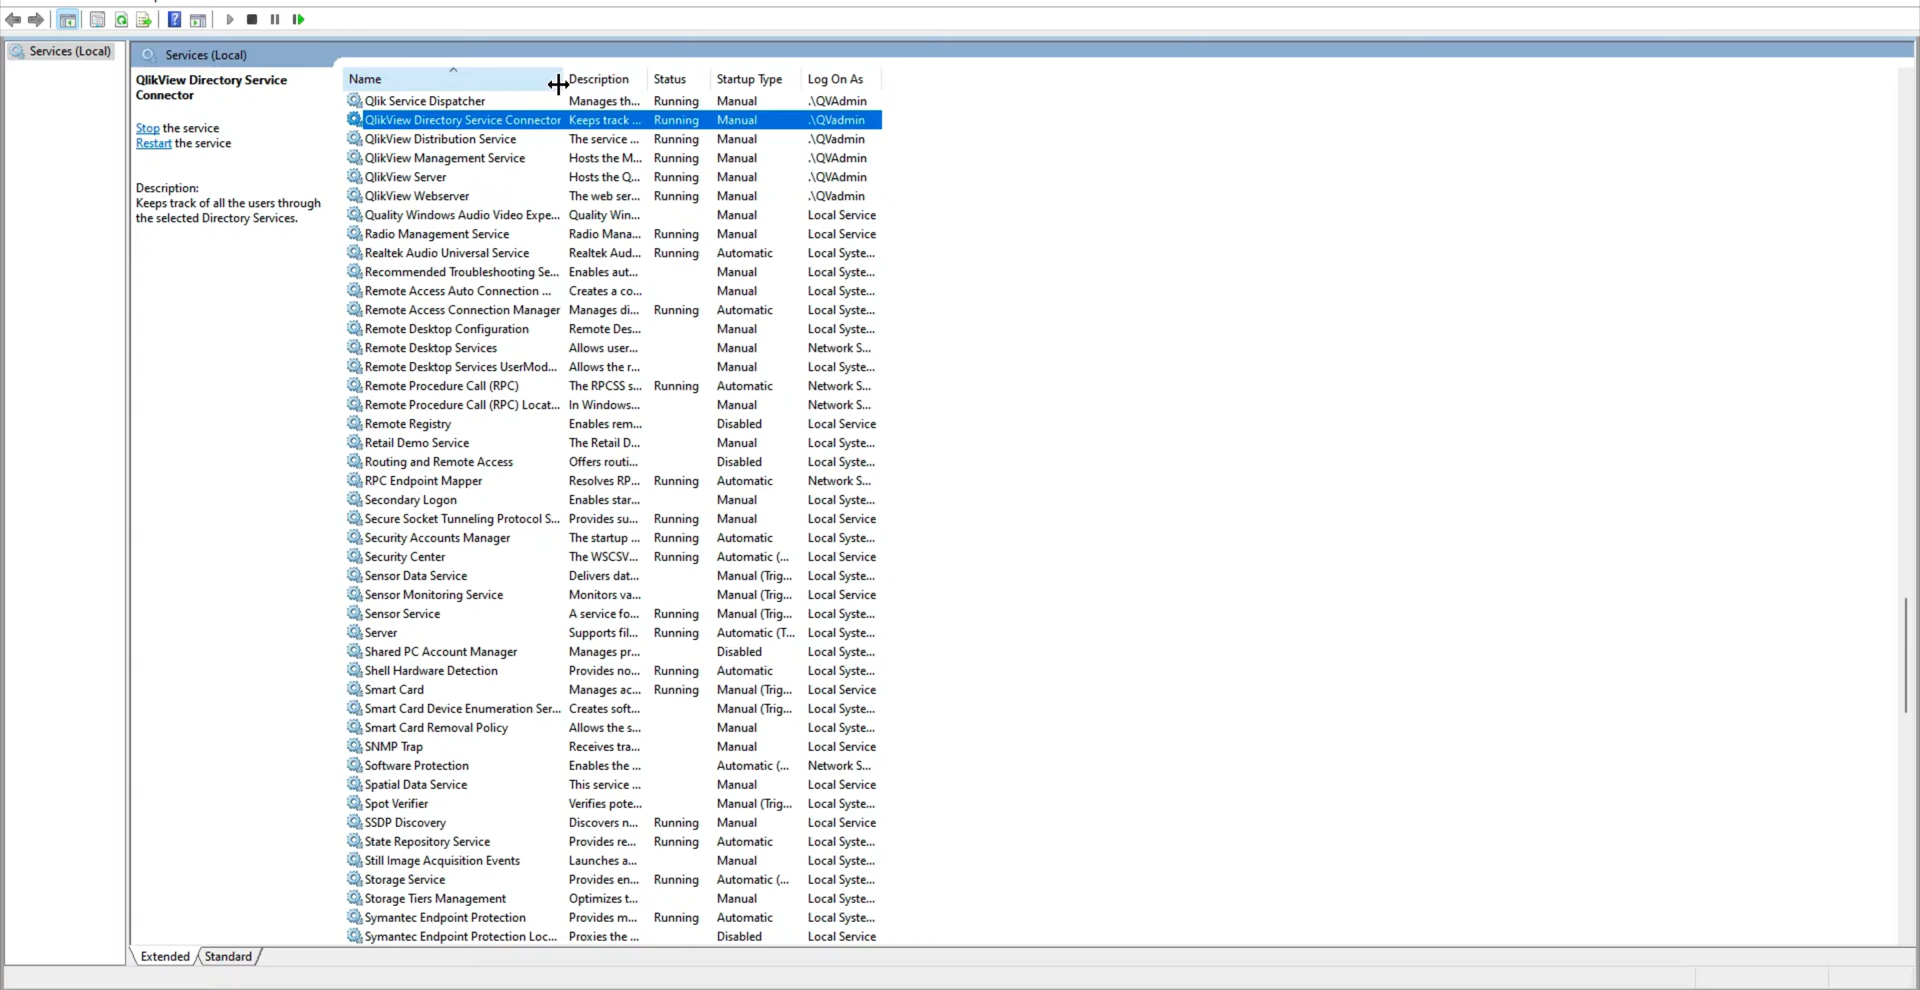 Services (Local)
Services (Local)
QlikView Directory Service
Connector
Stop the service
Restart the service
Description:
Keeps track of all the users through
the selected Directory Services.
Name Description Status Startup Type Log On As
Qlik Service Dispatcher Manages th... Running Manual .\QVAdmin
QlikView Directory Service Connector Keeps track ... Running Manual .\QVadmin
QlikView Distribution Service The service ... Running Manual .\QVAdmin
QlikView Management Service Hosts the M... Running Manual .\QVAdmin
QlikView Server Hosts the Q... Running Manual .\QVAdmin
QlikView Webserver The web ser... Running Manual .\QVadmin
Quality Windows Audio Video Expe... Quality Win... Manual Local Service
Radio Management Service Radio Mana... Running Manual Local Service
Realtek Audio Universal Service Realtek Aud... Running Automatic Local Syste...
Recommended Troubleshooting Se... Enables aut... Manual Local Syste...
Remote Access Auto Connection ... Creates a co... Manual Local Syste...
Remote Access Connection Manager Manages di... Running Automatic Local Syste...
Remote Desktop Configuration Remote Des... Manual Local Syste...
Remote Desktop Services Allows user... Manual Network S...
Remote Desktop Services UserMod... Allows the r... Manual Local Syste...
Remote Procedure Call (RPC) The RPCSS s... Running Automatic Network S...
Remote Procedure Call (RPC) Locat... In Windows... Manual Network S...
Remote Registry Enables rem... Disabled Local Service
Retail Demo Service The Retail D... Manual Local Syste...
Routing and Remote Access Offers routi... Disabled Local Syste...
RPC Endpoint Mapper Resolves RP... Running Automatic Network S...
Secondary Logon Enables star... Manual Local Syste...
Secure Socket Tunneling Protocol S... Provides su... Running Manual Local Service
Security Accounts Manager The startup ... Running Automatic Local Syste...
Security Center The WSCSV... Running Automatic (... Local Service
Sensor Data Service Delivers dat... Manual (Trig... Local Syste...
Sensor Monitoring Service Monitors va... Manual (Trig... Local Syste...
Sensor Service A service fo... Running Manual (Trig... Local Syste...
Server Supports fil... Running Automatic (T... Local Syste...
Shared PC Account Manager Manages pr... Disabled Local Syste...
Shell Hardware Detection Provides no... Running Automatic Local Syste...
Smart Card Manages ac... Running Manual (Trig... Local Service
Smart Card Device Enumeration Ser... Creates soft... Manual (Trig... Local Syste...
Smart Card Removal Policy Allows the s... Manual Local Syste...
SNMP Trap Receives tra... Manual Local Service
Software Protection Enables the ... Automatic (... Network S...
Spatial Data Service This service ... Manual Local Service
Spot Verifier Verifies pote... Manual (Trig... Local Syste...
SSDP Discovery Discovers n... Running Manual Local Service
State Repository Service Provides re... Running Automatic Local Syste...
Still Image Acquisition Events Launches a... Manual Local Syste...
Storage Service Provides en... Running Automatic (... Local Syste...
Storage Tiers Management Optimizes t... Manual Local Syste...
Symantec Endpoint Protection Provides m... Running Automatic Local Syste...
Symantec Endpoint Protection Loc... Proxies the ... Disabled Local Service
Extended Standard